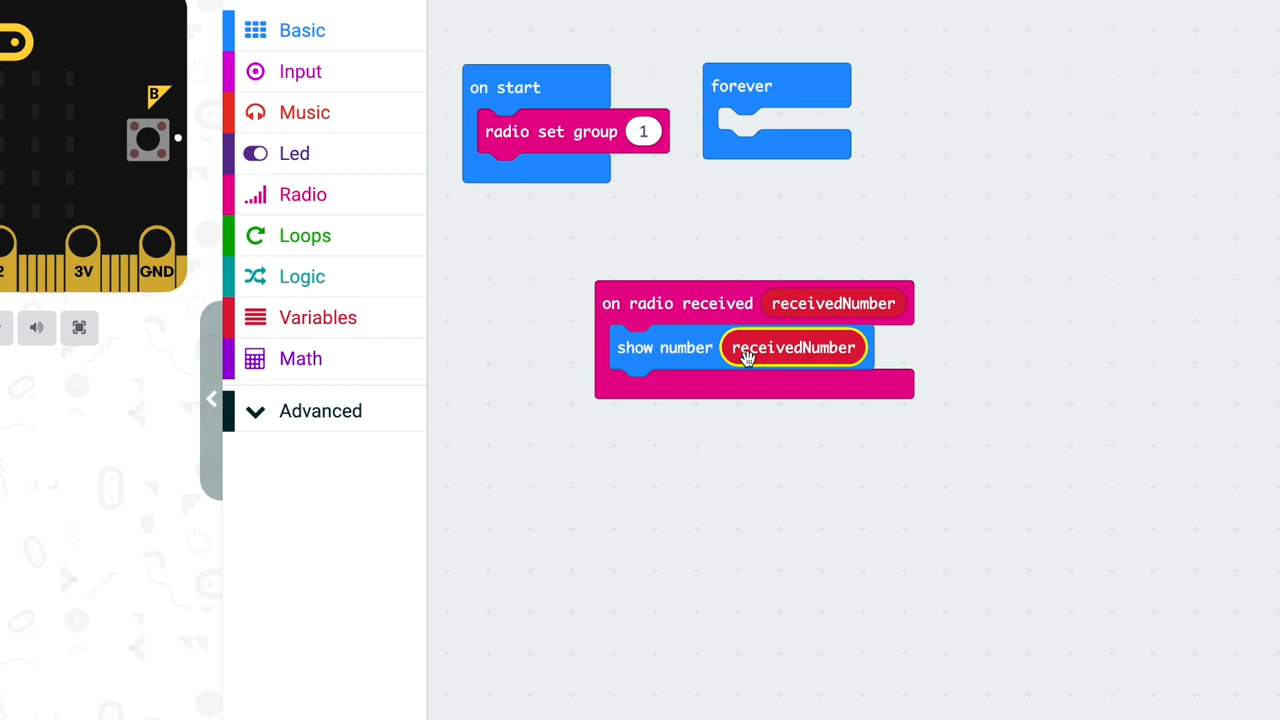 B
2
3V
GND
Basic
Input
Music
Led
Radio
Loops
Logic
Variables
Math
Advanced
on start
radio set group 1
forever
on radio received receivedNumber
show number receivedNumber